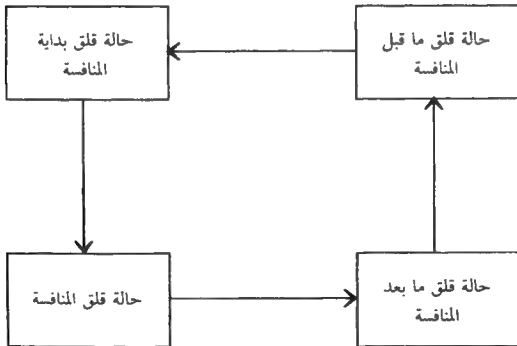 حالة قلق ما قبل
المنافسة
حالة قلق بداية
المنافسة
حالة قلق المنافسة
حالة قلق ما بعد
المنافسة